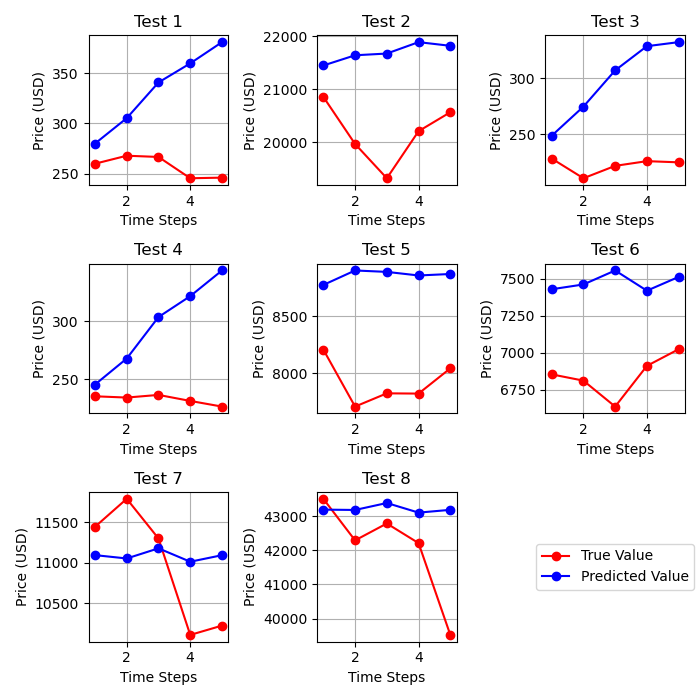 Test 1
Test 2
Test 3
350
300
250
Price (USD)
2
4
Time Steps
22000
21000
20000
Price (USD)
2
4
Time Steps
300
250
Price (USD)
2
4
Time Steps
Test 4
Test 5
Test 6
300
250
Price (USD)
2
4
Time Steps
8500
8000
Price (USD)
2
4
Time Steps
7500
7250
7000
6750
Price (USD)
2
4
Time Steps
Test 7
Test 8
11500
11000
10500
Price (USD)
2
4
Time Steps
43000
42000
41000
40000
Price (USD)
2
4
Time Steps
True Value
Predicted Value